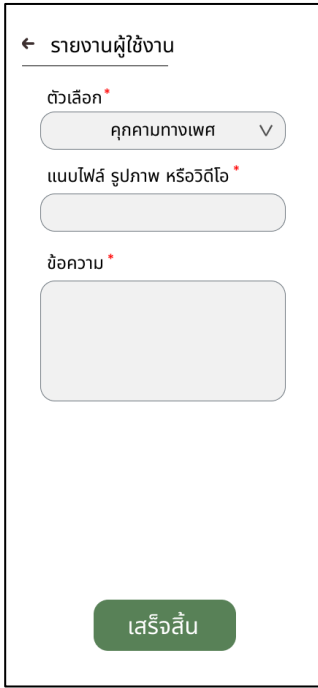 ← รายงานผู้ใช้งาน
ตัวเลือก*
คุกคามทางเพศ
แนบไฟล์ รูปภาพ หรือวิดีโอ *
ข้อความ *
เสร็จสิ้น